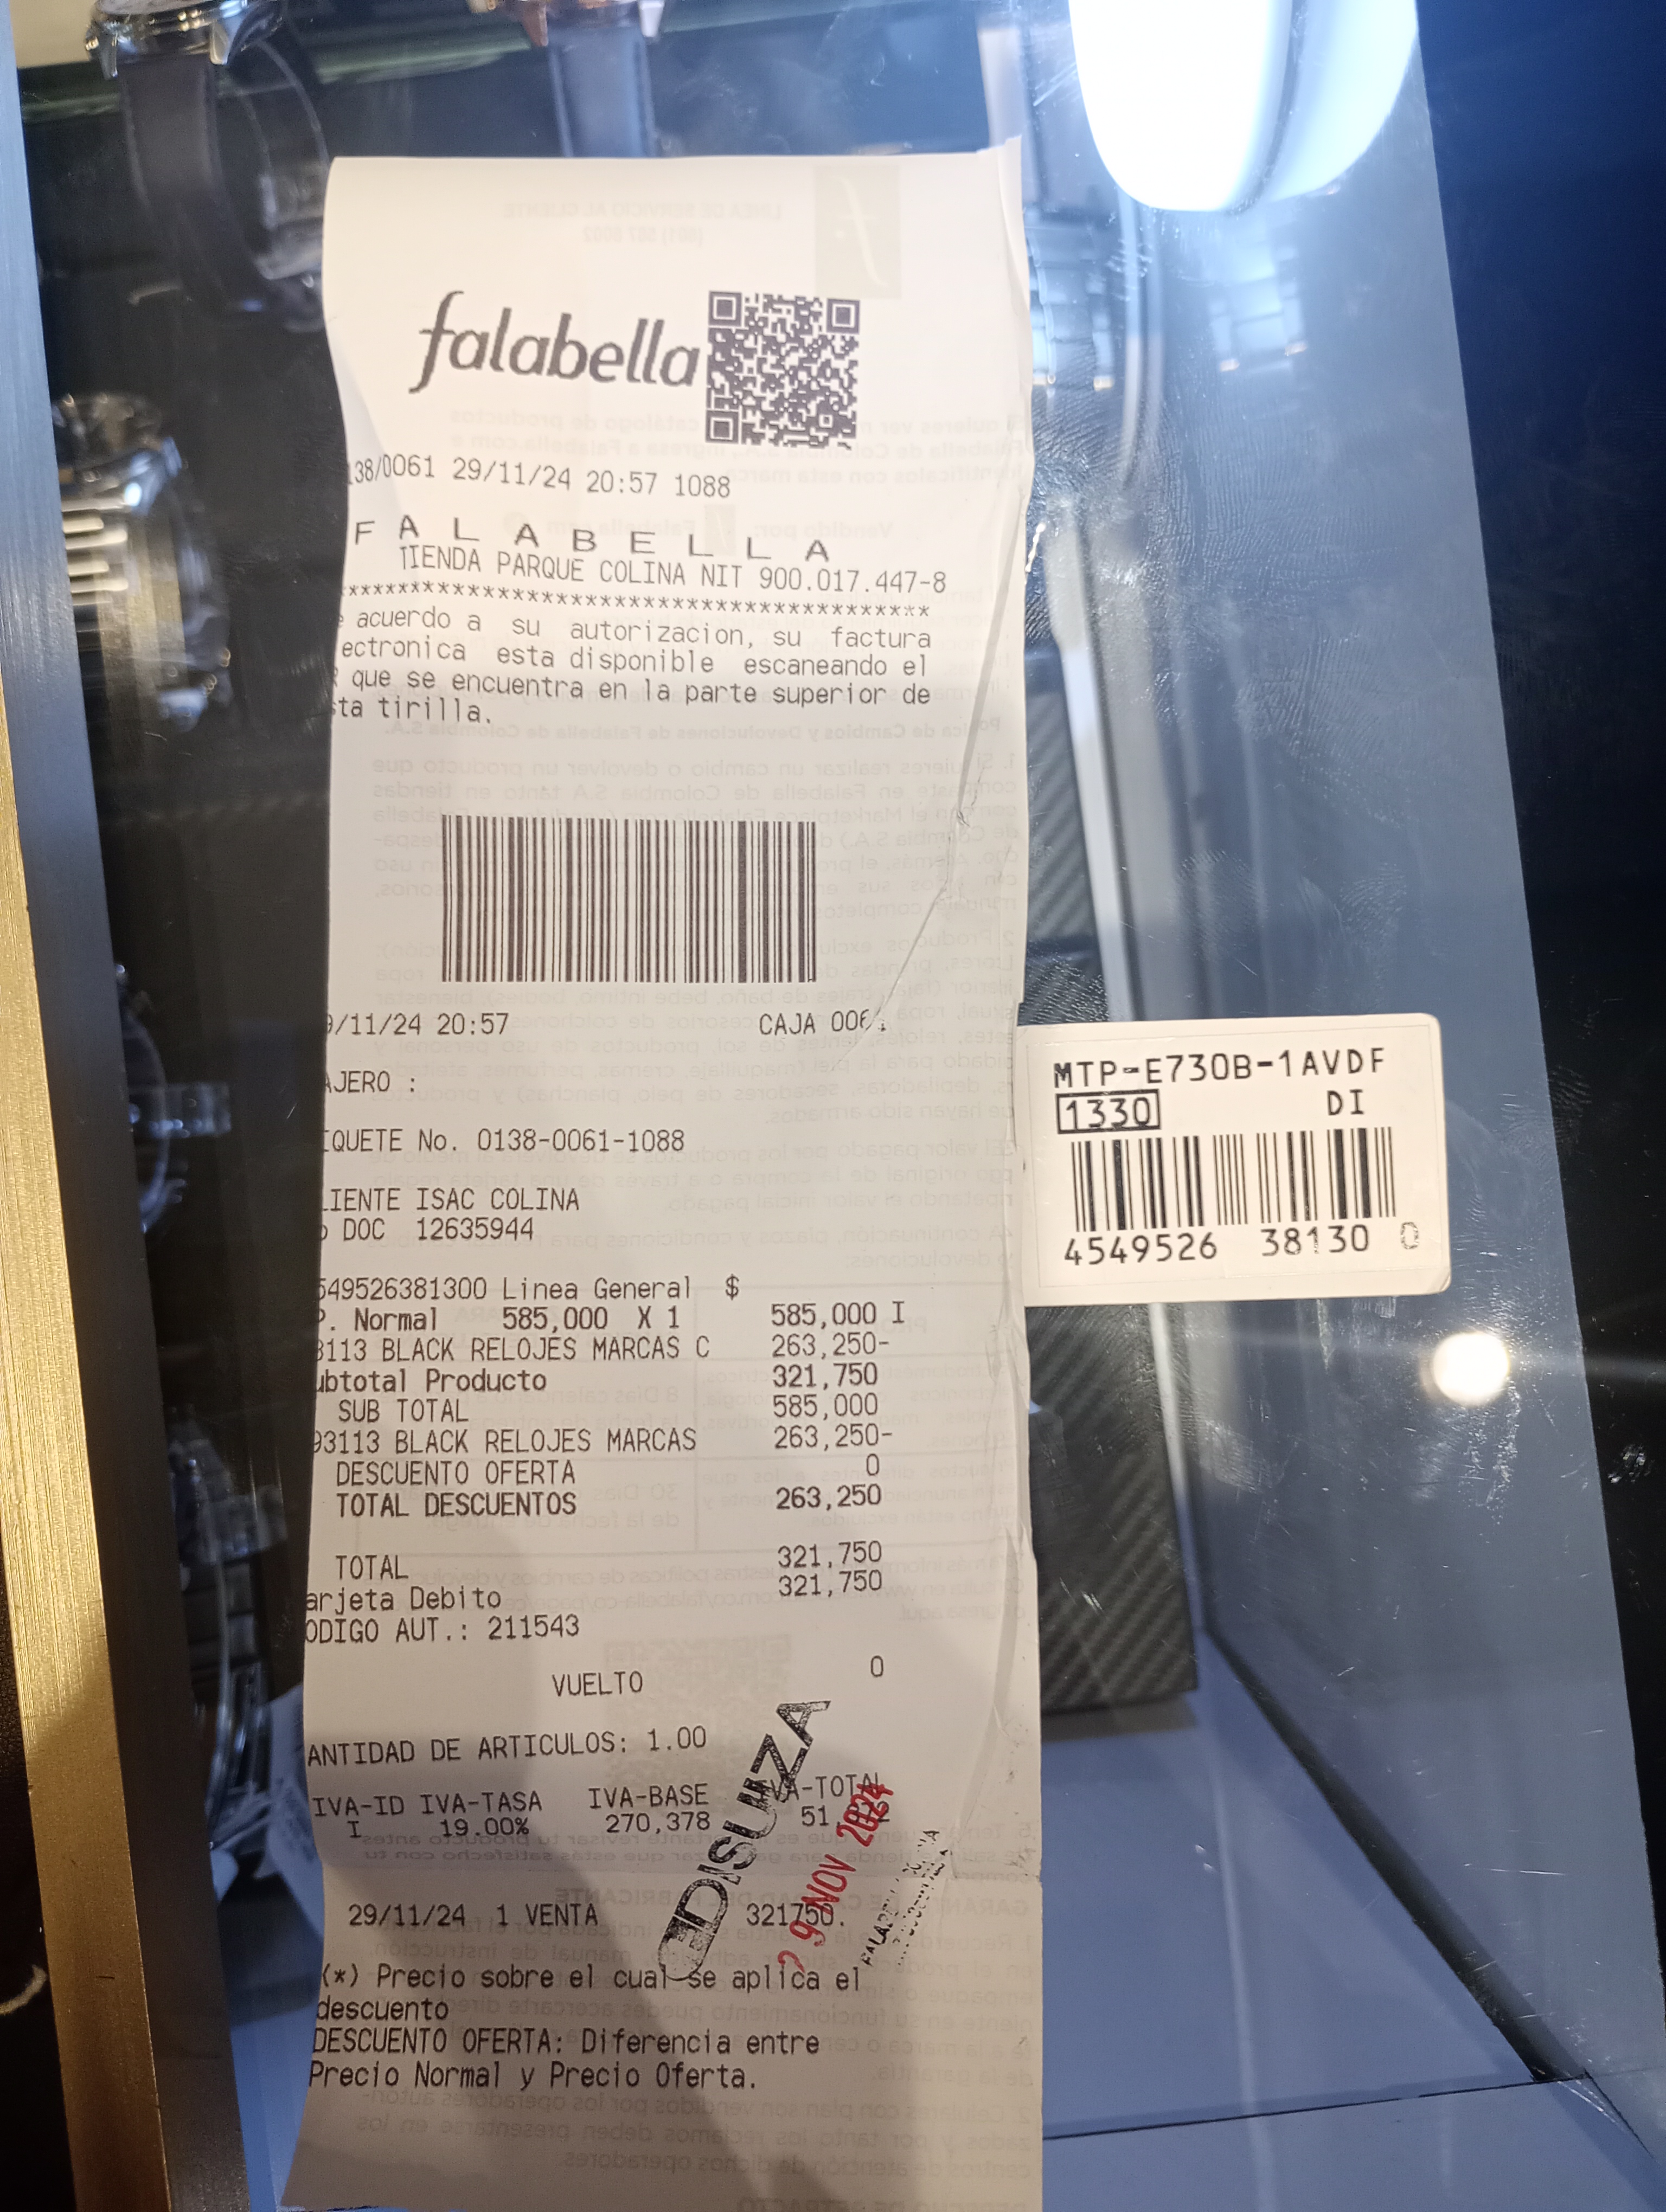 falabella
138/0061 29/11/24 20:57 1088
F A L A B E L L A
TIENDA PARQUE COLINA NIT 900.017.447-8
******************************************
acuerdo a su autorizacion, su factura
ectronica esta disponible escaneando el
que se encuentra en la parte superior de
sta tirilla.
9/11/24 20:57 CAJA 0061
AJERO :
IQUETE No. 0138-0061-1088
LIENTE ISAC COLINA
o DOC 12635944
549526381300 Linea General $
P. Normal 585,000 X 1 585,000 I
3113 BLACK RELOJES MARCAS C 263,250-
ubtotal Producto 321,750
SUB TOTAL 585,000
93113 BLACK RELOJES MARCAS 263,250-
DESCUENTO OFERTA 0
TOTAL DESCUENTOS 263,250
TOTAL 321,750
arjeta Debito 321,750
ODIGO AUT.: 211543
VUELTO 0
ANTIDAD DE ARTICULOS: 1.00
IVA-ID IVA-TASA IVA-BASE IVA-TOTAL
I 19.00% 270,378
29/11/24 1 VENTA 321750.
(*) Precio sobre el cual se aplica el
descuento
DESCUENTO OFERTA: Diferencia entre
Precio Normal y Precio Oferta.
DISUIZA
29 NOV 2024
MTP-E730B-1AVDF
1330 DI
4549526 38130 0